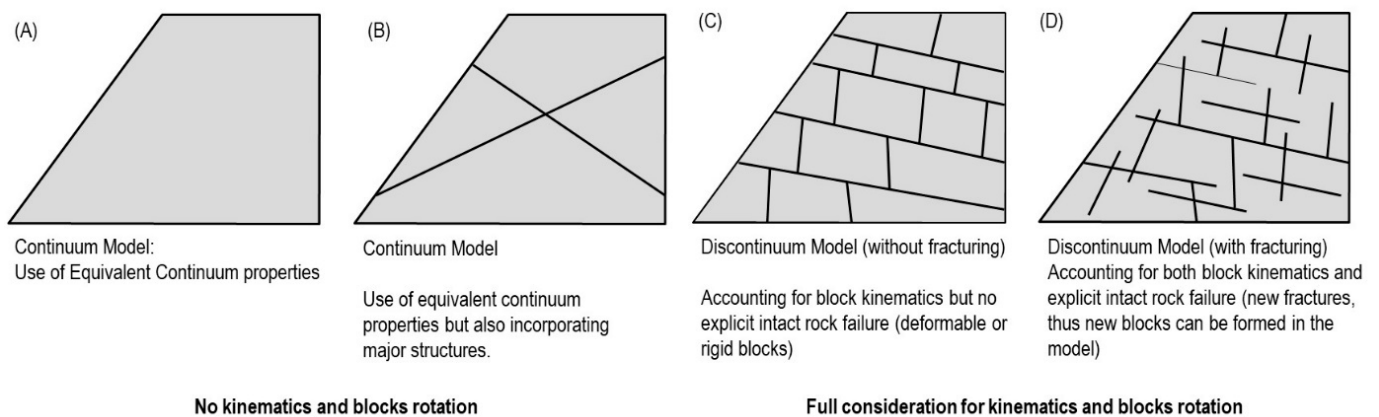 (A)
Continuum Model:
Use of Equivalent Continuum properties
(B)
Continuum Model
Use of equivalent continuum
properties but also incorporating
major structures.
(C)
Discontinuum Model (without fracturing)
Accounting for block kinematics but no
explicit intact rock failure (deformable or
rigid blocks)
(D)
Discontinuum Model (with fracturing)
Accounting for both block kinematics and
explicit intact rock failure (new fractures,
thus new blocks can be formed in the
model)
No kinematics and blocks rotation
Full consideration for kinematics and blocks rotation